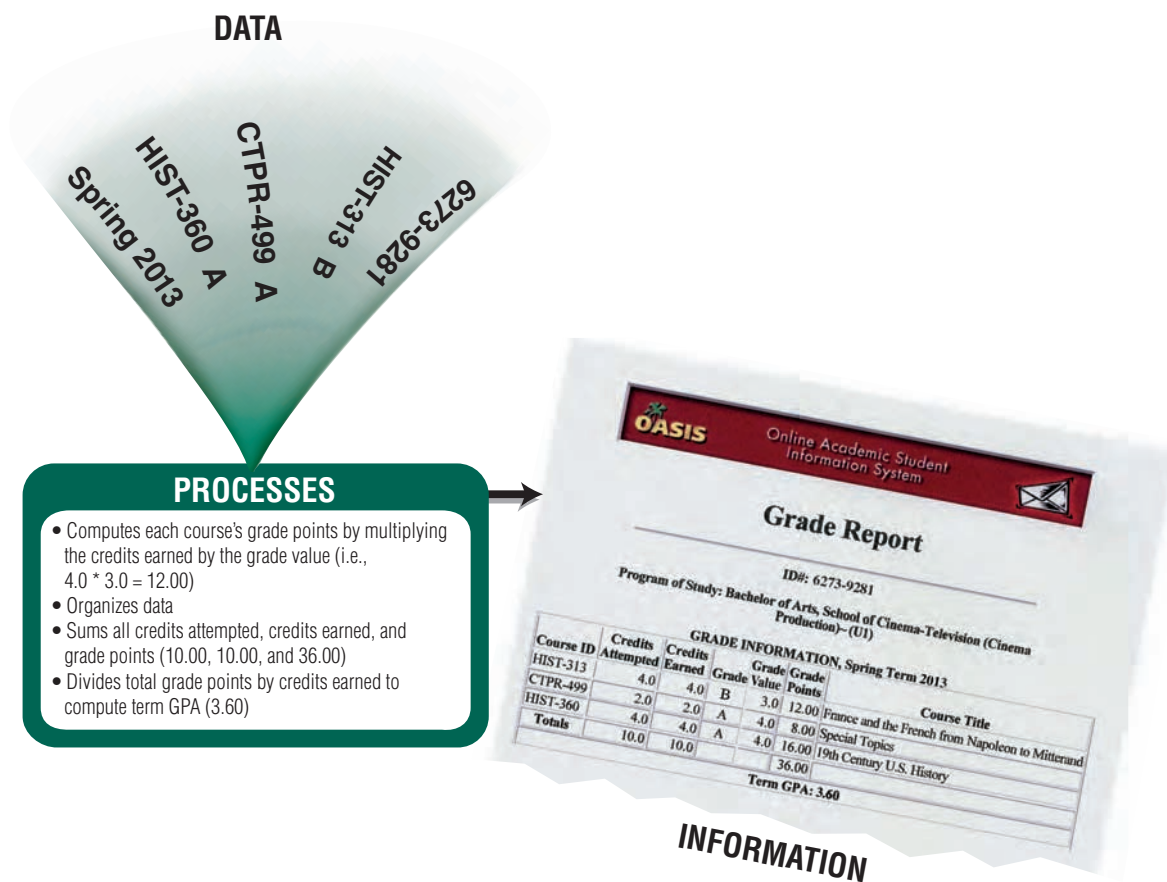 DATA
Spring 2013
HIST-360 A
CTPR-499 A
HIST-313 B
6273-9281
PROCESSES
• Computes each course's grade points by multiplying
the credits earned by the grade value (i.e.,
4.0 * 3.0 = 12.00)
• Organizes data
• Sums all credits attempted, credits earned, and
grade points (10.00, 10.00, and 36.00)
• Divides total grade points by credits earned to
compute term GPA (3.60)
OASIS
Online Academic Student
Information System
Grade Report
ID#: 6273-9281
Program of Study: Bachelor of Arts, School of Cinema-Television (Cinema
Production)– (U1)
GRADE INFORMATION, Spring Term 2013
Course ID Credits Attempted Credits Earned Grade Grade Value Grade Points Course Title
HIST-313 4.0 4.0 B 3.0 12.00 France and the French from Napoleon to Mitterand
CTPR-499 2.0 2.0 A 4.0 8.00 Special Topics
HIST-360 4.0 4.0 A 4.0 16.00 19th Century U.S. History
Totals 10.0 10.0 36.00
Term GPA: 3.60
INFORMATION